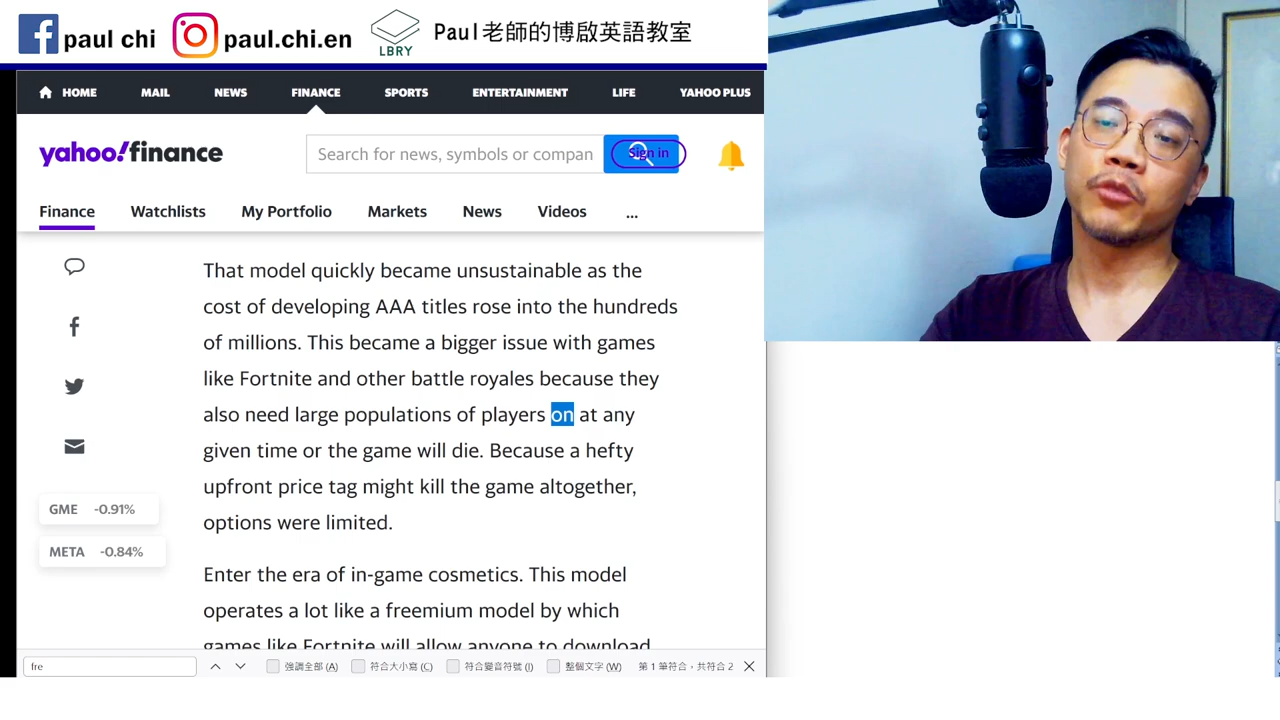 paul chi
paul.chi.en
LBRY
Paul老師的博啟英語教室
HOME MAIL NEWS FINANCE SPORTS ENTERTAINMENT LIFE YAHOO PLUS
yahoo!finance
Search for news, symbols or compan
Sign in
Finance Watchlists My Portfolio Markets News Videos ...
That model quickly became unsustainable as the
cost of developing AAA titles rose into the hundreds
of millions. This became a bigger issue with games
like Fortnite and other battle royales because they
also need large populations of players on at any
given time or the game will die. Because a hefty
upfront price tag might kill the game altogether,
options were limited.
GME -0.91%
META -0.84%
Enter the era of in-game cosmetics. This model
operates a lot like a freemium model by which
games like Fortnite will allow anyone to download
fre
強調全部 (A) 符合大小寫 (C) 符合變音符號 (I) 整個文字 (W) 第 1 筆符合，共符合 2